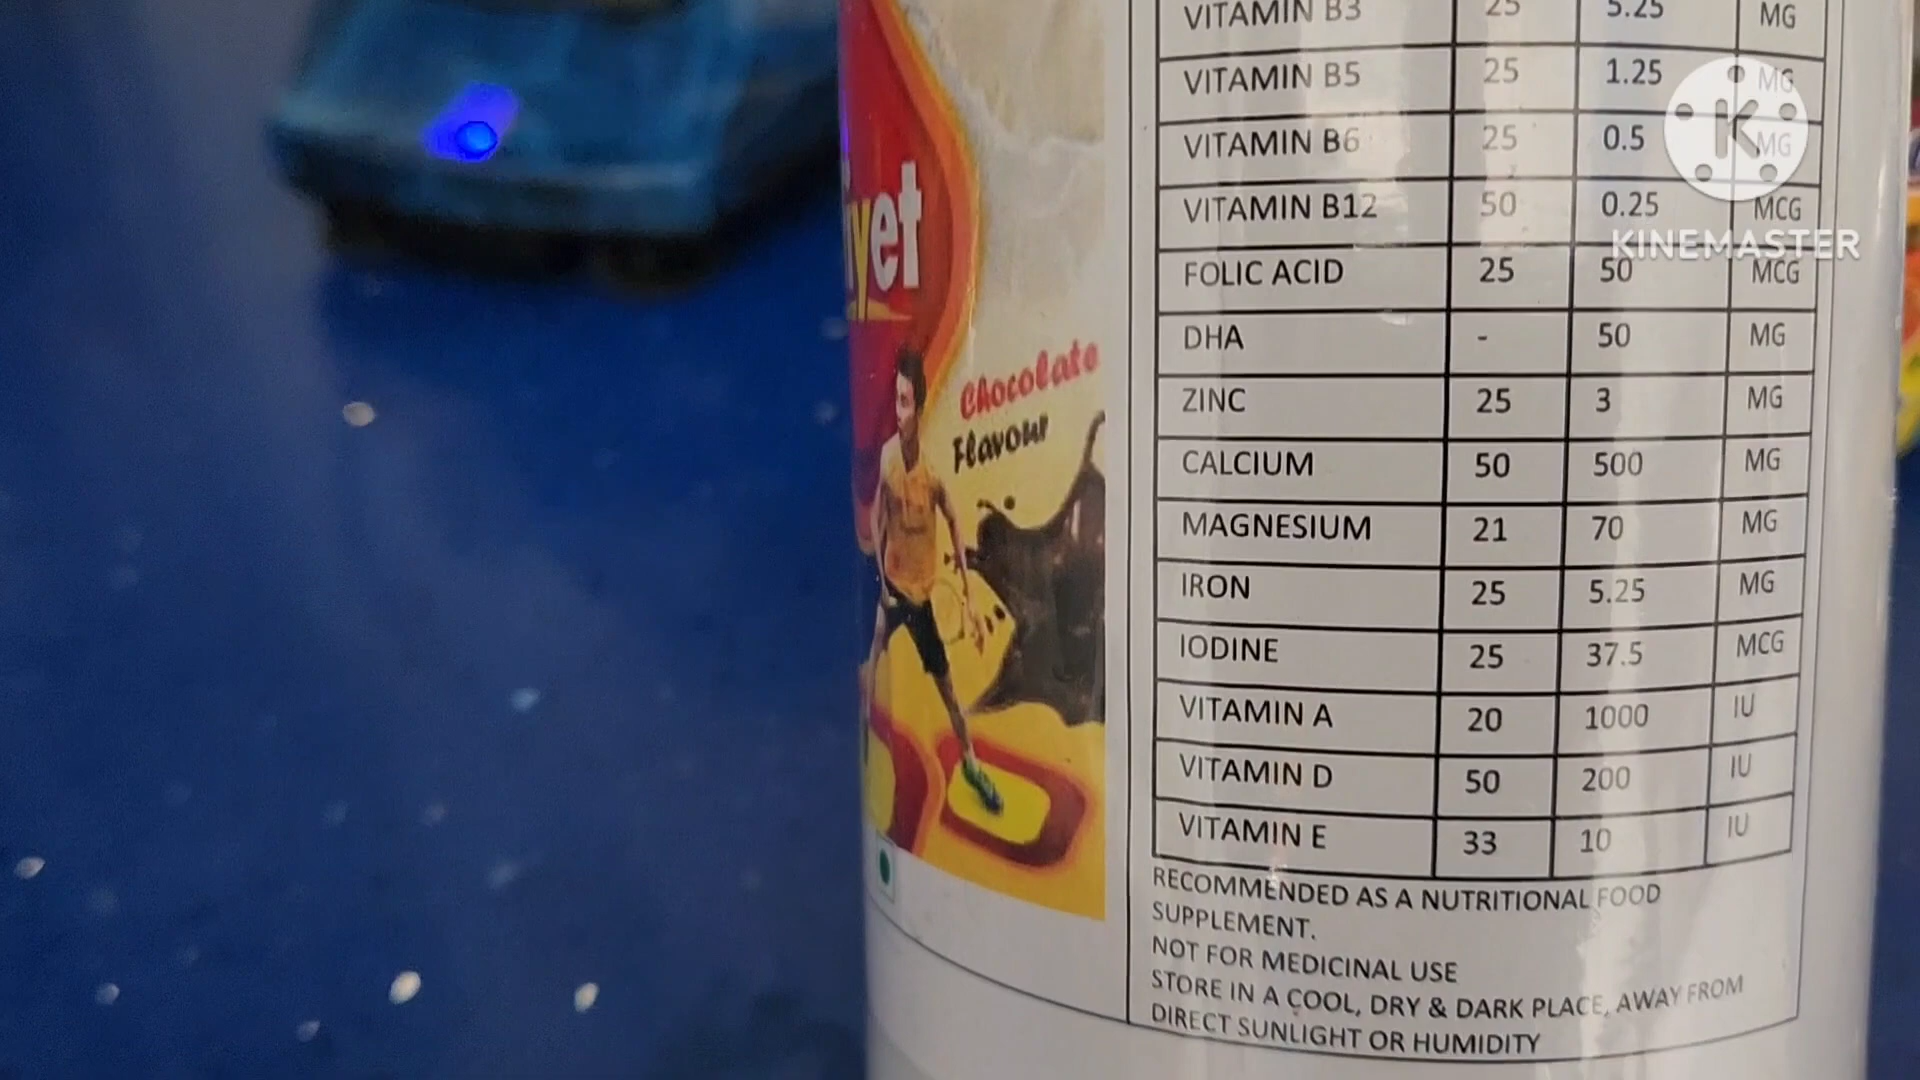 yet
Chocolate
Flavour
VITAMIN B3 25 5.25 MG
VITAMIN B5 25 1.25 MG
VITAMIN B6 25 0.5 MG
VITAMIN B12 50 0.25 MCG
FOLIC ACID 25 50 MCG
DHA - 50 MG
ZINC 25 3 MG
CALCIUM 50 500 MG
MAGNESIUM 21 70 MG
IRON 25 5.25 MG
IODINE 25 37.5 MCG
VITAMIN A 20 1000 IU
VITAMIN D 50 200 IU
VITAMIN E 33 10 IU
RECOMMENDED AS A NUTRITIONAL FOOD
SUPPLEMENT.
NOT FOR MEDICINAL USE
STORE IN A COOL, DRY & DARK PLACE, AWAY FROM
DIRECT SUNLIGHT OR HUMIDITY
K
KINEMASTER